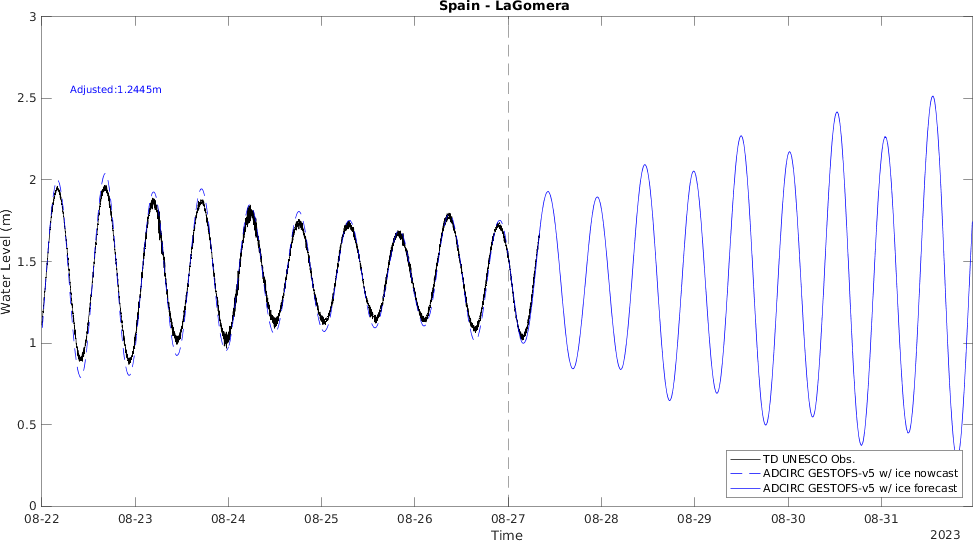 Spain - LaGomera
3
2.5
2
1.5
1
0.5
0
Water Level (m)
Adjusted:1.2445m
TD UNESCO Obs.
ADCIRC GESTOFS-v5 w/ ice nowcast
ADCIRC GESTOFS-v5 w/ ice forecast
08-22 08-23 08-24 08-25 08-26 08-27 08-28 08-29 08-30 08-31
Time
2023